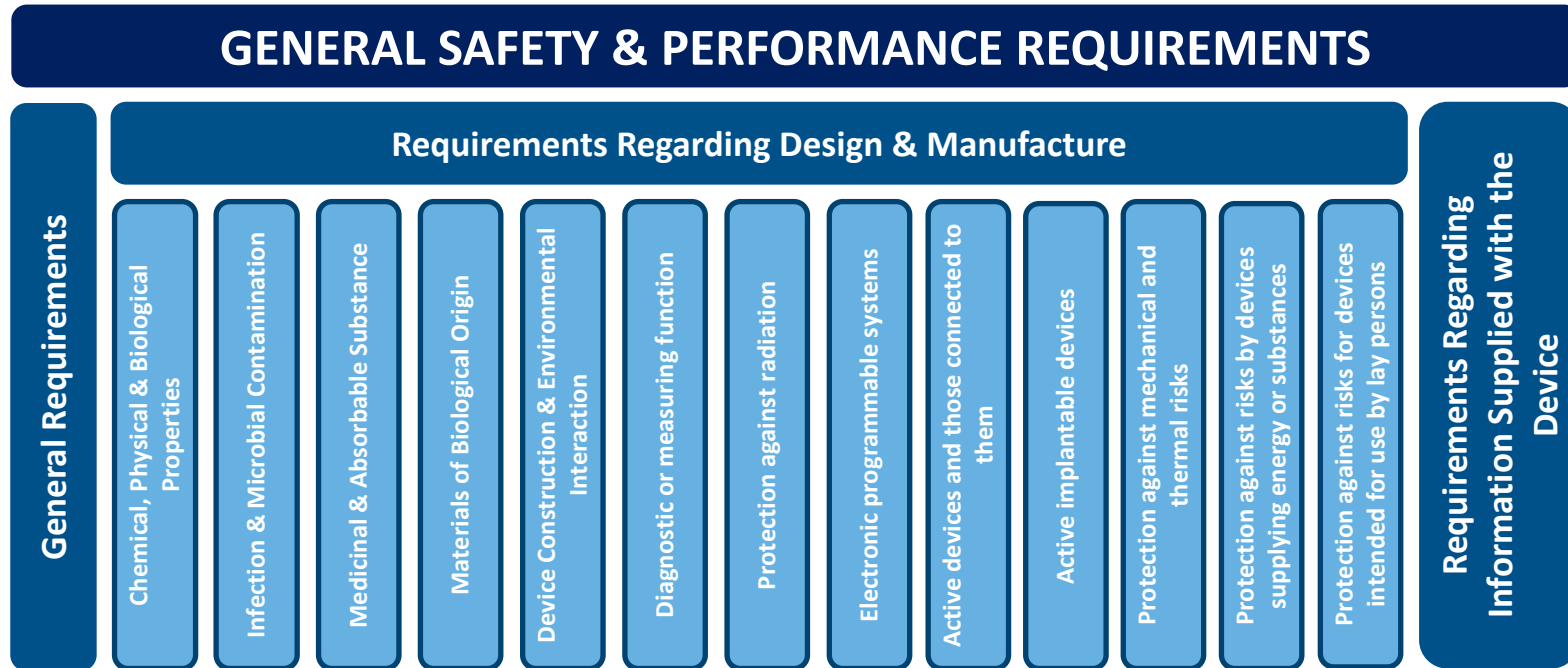 GENERAL SAFETY & PERFORMANCE REQUIREMENTS
General Requirements
Requirements Regarding Design & Manufacture
Chemical, Physical & Biological
Properties
Infection & Microbial Contamination
Medicinal & Absorbable Substance
Materials of Biological Origin
Device Construction & Environmental
Interaction
Diagnostic or measuring function
Protection against radiation
Electronic programmable systems
Active devices and those connected to
them
Active implantable devices
Protection against mechanical and
thermal risks
Protection against risks by devices
supplying energy or substances
Protection against risks for devices
intended for use by lay persons
Requirements Regarding
Information Supplied with the
Device